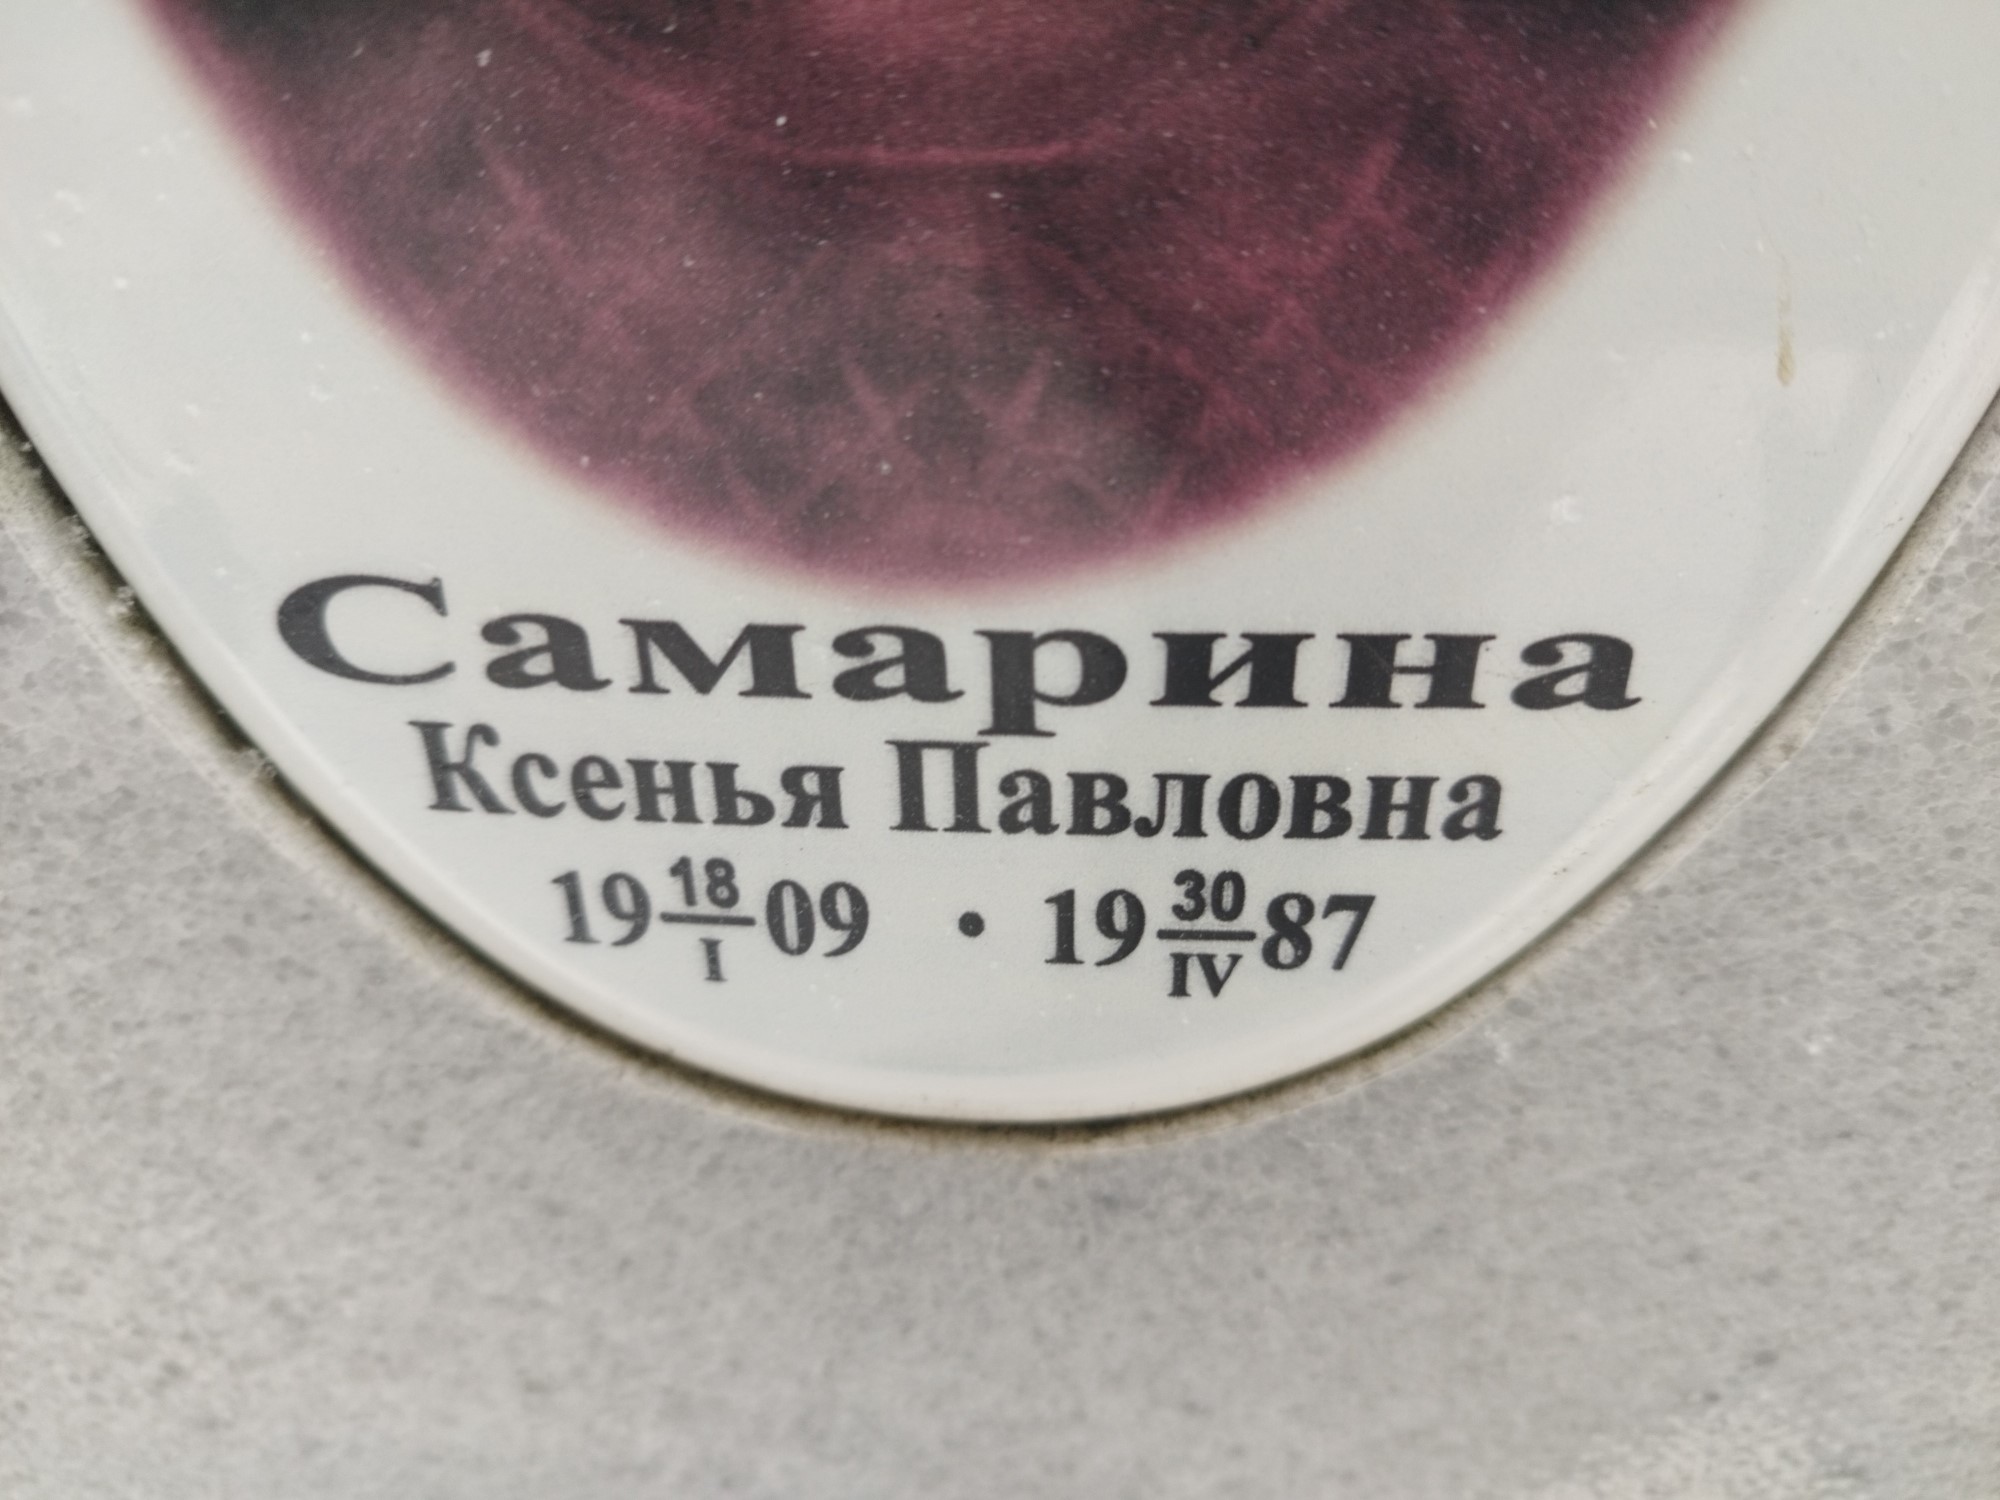 Самарина
Ксенья Павловна
19 18/I 09 • 19 30/IV 87